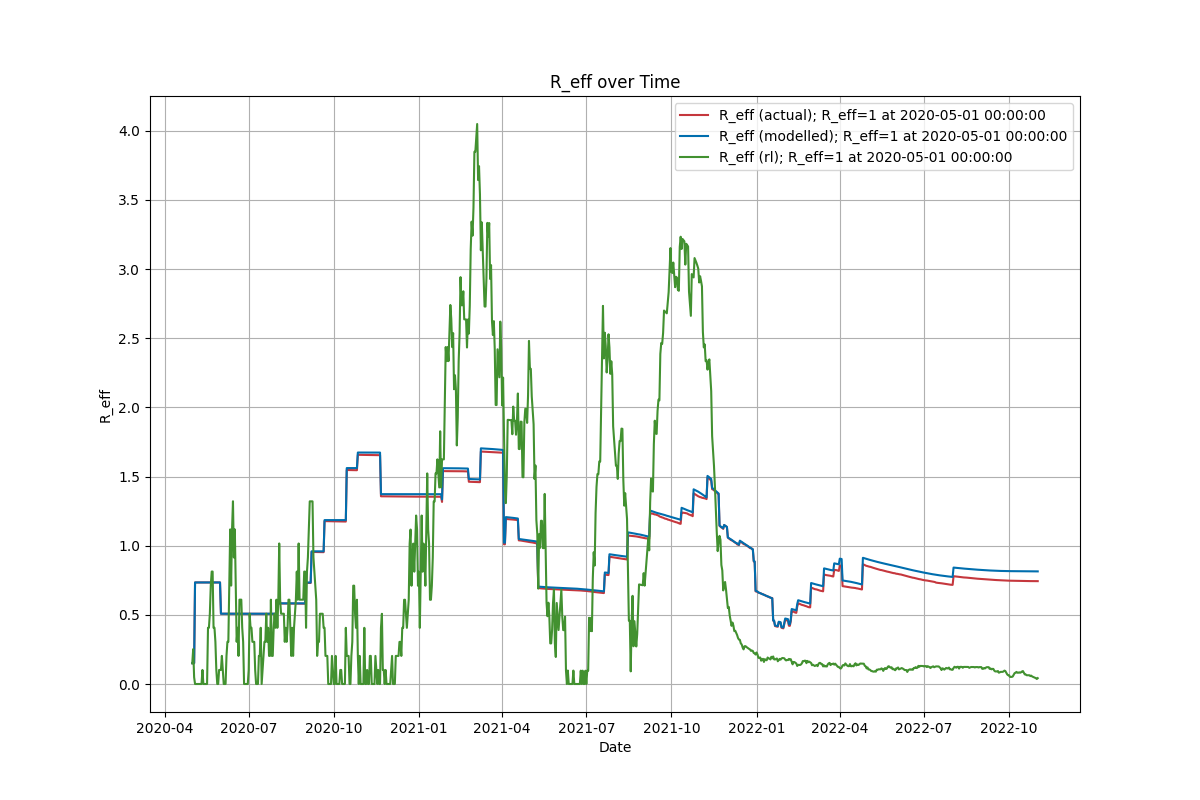 R_eff over Time
R_eff (actual); R_eff=1 at 2020-05-01 00:00:00
R_eff (modelled); R_eff=1 at 2020-05-01 00:00:00
R_eff (rl); R_eff=1 at 2020-05-01 00:00:00
R_eff
4.0
3.5
3.0
2.5
2.0
1.5
1.0
0.5
0.0
2020-04 2020-07 2020-10 2021-01 2021-04 2021-07 2021-10 2022-01 2022-04 2022-07 2022-10
Date